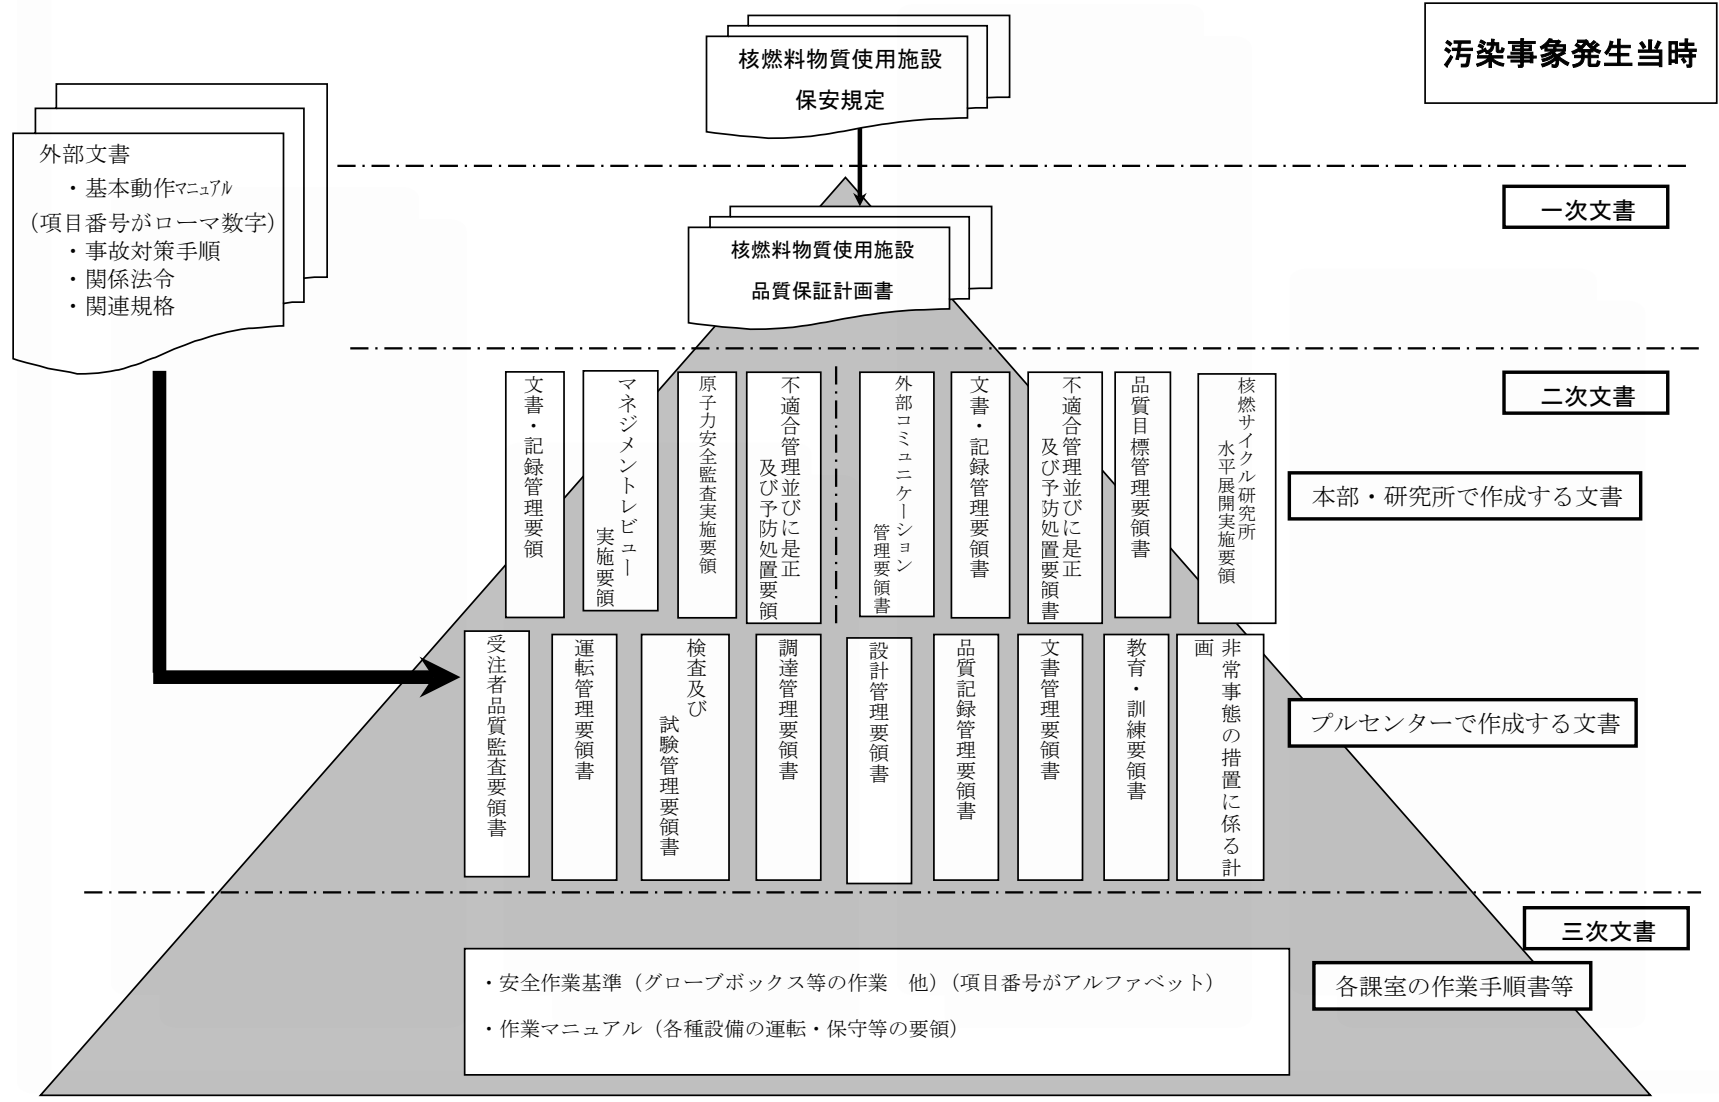 汚染事象発生当時
核燃料物質使用施設
保安規定
外部文書
・基本動作マニュアル
(項目番号がローマ数字)
・事故対策手順
・関係法令
・関連規格
一次文書
核燃料物質使用施設
品質保証計画書
二次文書
文書・記録管理要領
マネジメントレビュー
実施要領
原子力安全監査実施要領
不適合管理並びに是正
及び予防処置要領
外部コミュニケーション
管理要領書
文書・記録管理要領書
不適合管理並びに是正
及び予防処置要領書
品質目標管理要領書
核燃サイクル研究所
水平展開実施要領
本部・研究所で作成する文書
受注者品質監査要領書
運転管理要領書
検査及び
試験管理要領書
調達管理要領書
設計管理要領書
品質記録管理要領書
文書管理要領書
教育・訓練要領書
非常事態の措置に係る計
画
プルセンターで作成する文書
三次文書
・安全作業基準（グローブボックス等の作業　他）（項目番号がアルファベット）
・作業マニュアル（各種設備の運転・保守等の要領）
各課室の作業手順書等